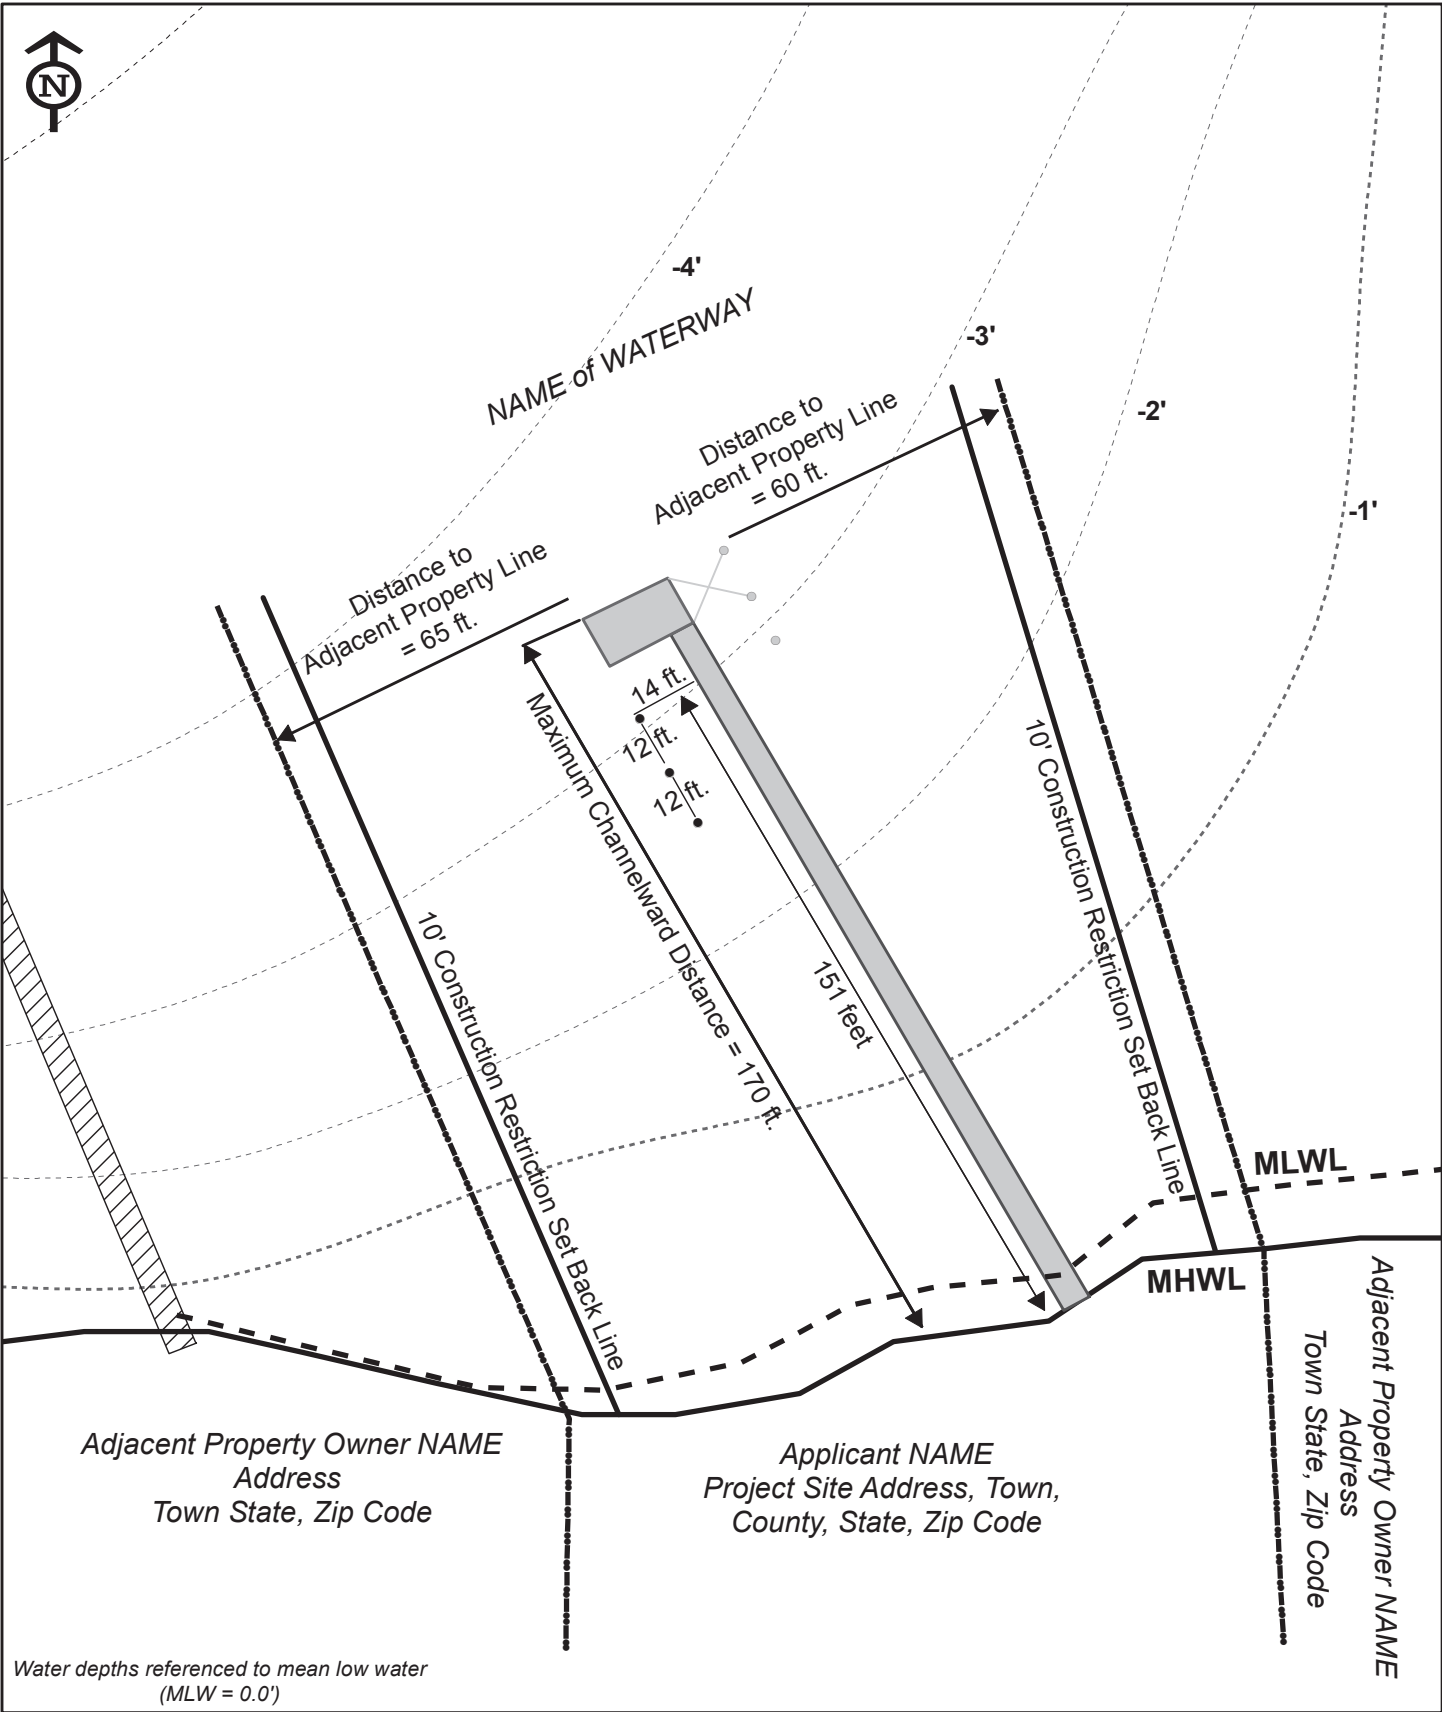 N
-4'
NAME of WATERWAY
-3'
-2'
-1'
Distance to
Adjacent Property Line
= 60 ft.
Distance to
Adjacent Property Line
= 65 ft.
14 ft.
12 ft.
12 ft.
Maximum Channelward Distance = 170 ft.
151 feet
10' Construction Restriction Set Back Line
10' Construction Restriction Set Back Line
MLWL
MHWL
Adjacent Property Owner NAME
Address
Town State, Zip Code
Applicant NAME
Project Site Address, Town,
County, State, Zip Code
Adjacent Property Owner NAME
Address
Town State, Zip Code
Water depths referenced to mean low water
(MLW = 0.0')